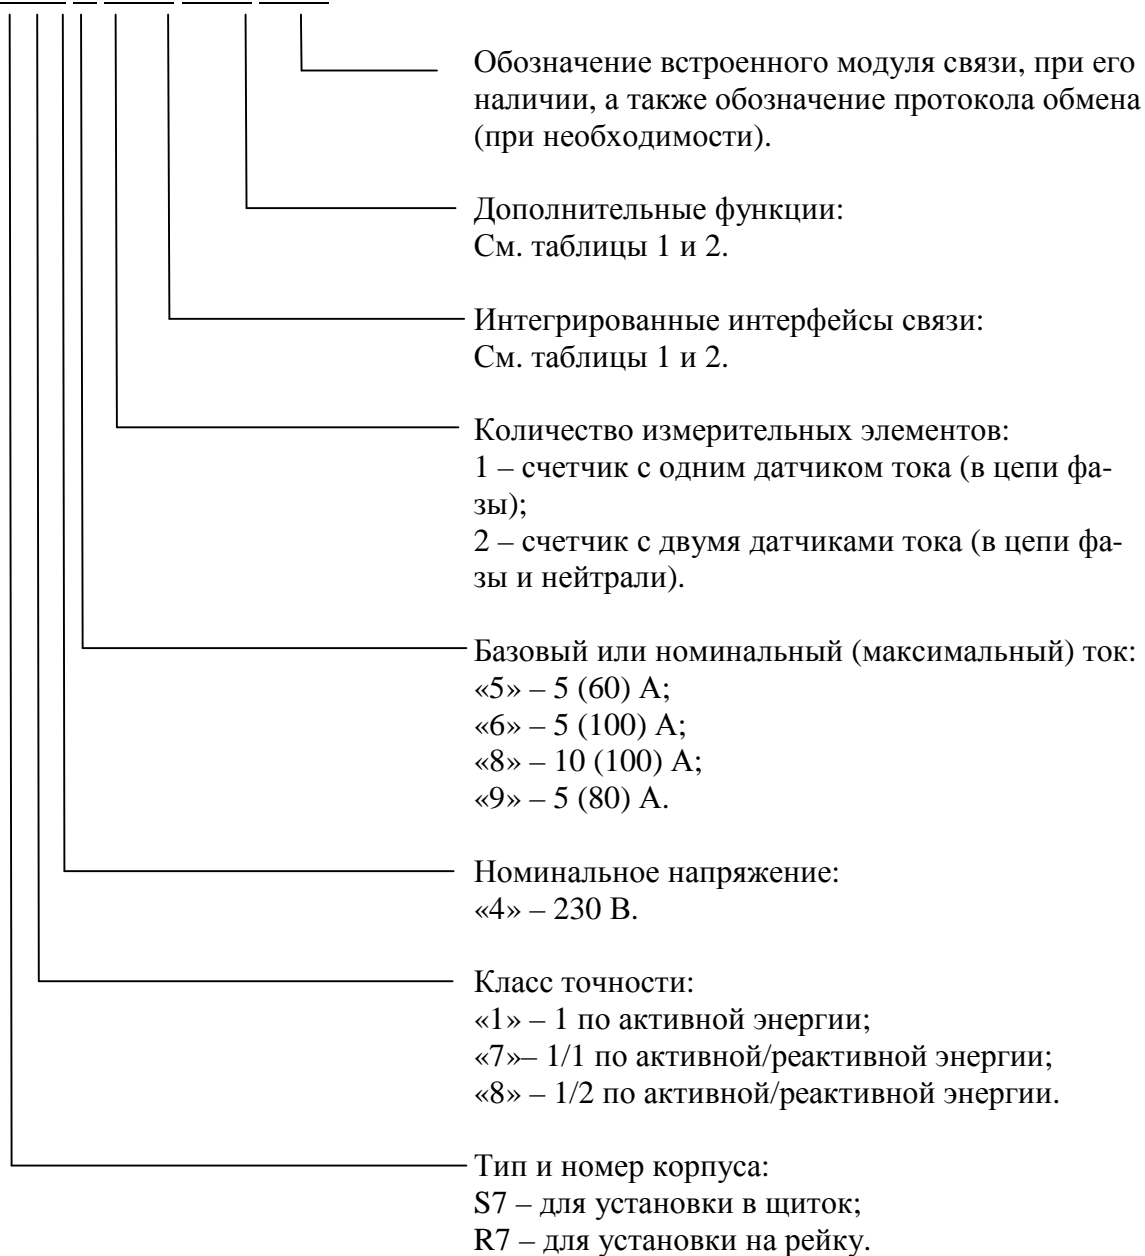 Обозначение встроенного модуля связи, при его
наличии, а также обозначение протокола обмена
(при необходимости).
Дополнительные функции:
См. таблицы 1 и 2.
Интегрированные интерфейсы связи:
См. таблицы 1 и 2.
Количество измерительных элементов:
1 – счетчик с одним датчиком тока (в цепи фа-
зы);
2 – счетчик с двумя датчиками тока (в цепи фа-
зы и нейтрали).
Базовый или номинальный (максимальный) ток:
«5» – 5 (60) А;
«6» – 5 (100) А;
«8» – 10 (100) А;
«9» – 5 (80) А.
Номинальное напряжение:
«4» – 230 В.
Класс точности:
«1» – 1 по активной энергии;
«7»– 1/1 по активной/реактивной энергии;
«8» – 1/2 по активной/реактивной энергии.
Тип и номер корпуса:
S7 – для установки в щиток;
R7 – для установки на рейку.